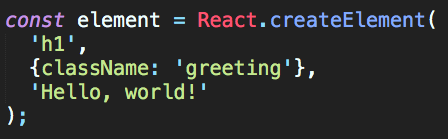 const element = React.createElement(
  'h1',
  {className: 'greeting'},
  'Hello, world!'
);